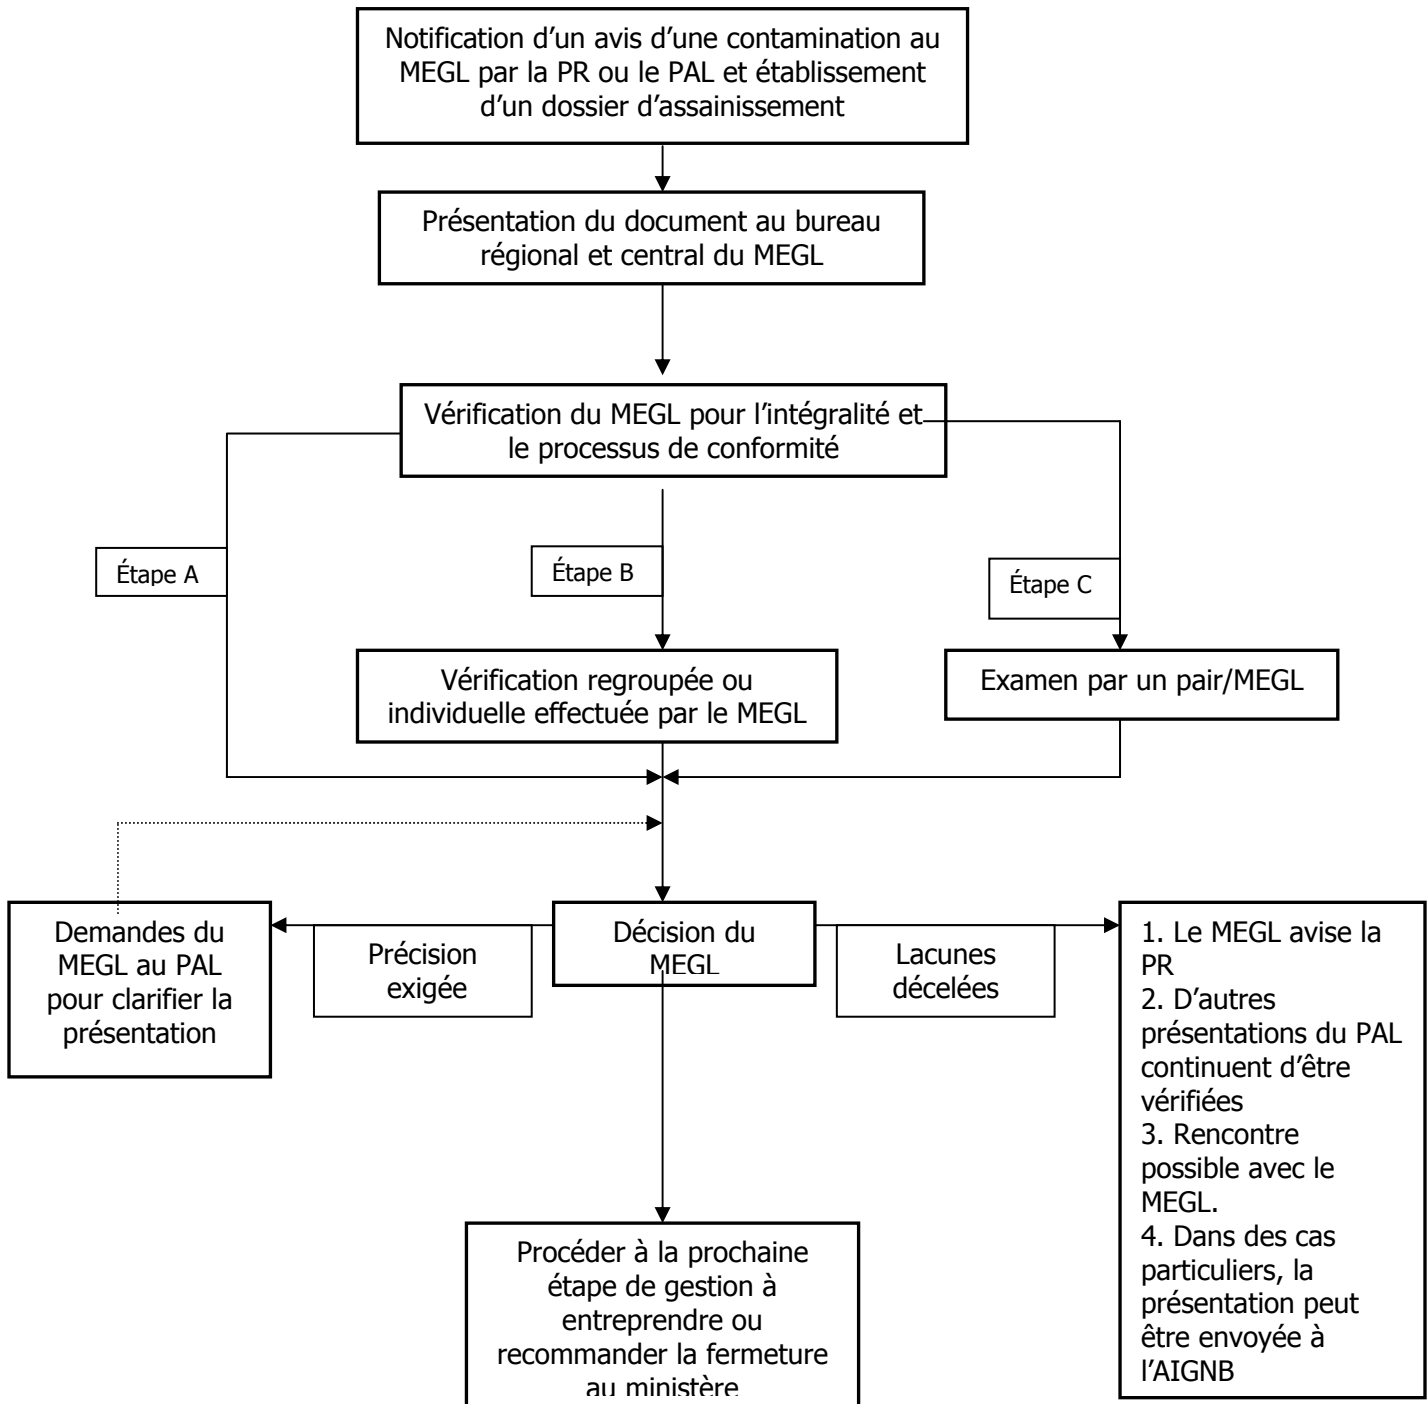 Notification d’un avis d’une contamination au
MEGL par la PR ou le PAL et établissement
d’un dossier d’assainissement
Présentation du document au bureau
régional et central du MEGL
Vérification du MEGL pour l’intégralité et
le processus de conformité
Étape A
Étape B
Étape C
Vérification regroupée ou
individuelle effectuée par le MEGL
Examen par un pair/MEGL
Demandes du
MEGL au PAL
pour clarifier la
présentation
Précision
exigée
Décision du
MEGL
Lacunes
décelées
1. Le MEGL avise la
PR
2. D’autres
présentations du PAL
continuent d’être
vérifiées
3. Rencontre
possible avec le
MEGL.
4. Dans des cas
particuliers, la
présentation peut
être envoyée à
l’AIGNB
Procéder à la prochaine
étape de gestion à
entreprendre ou
recommander la fermeture
au ministère